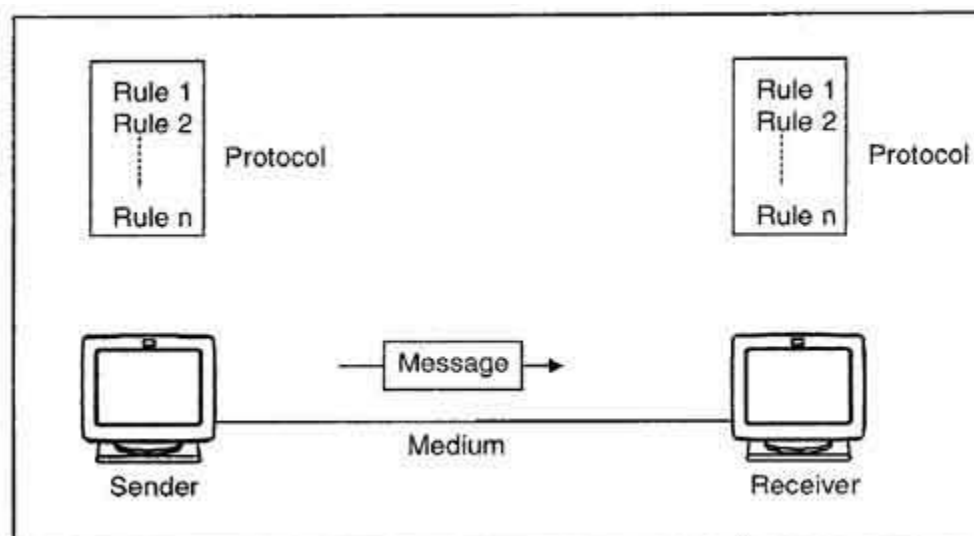 Rule 1
Rule 2
Rule n
Protocol
Rule 1
Rule 2
Rule n
Protocol
Message
Medium
Sender
Receiver